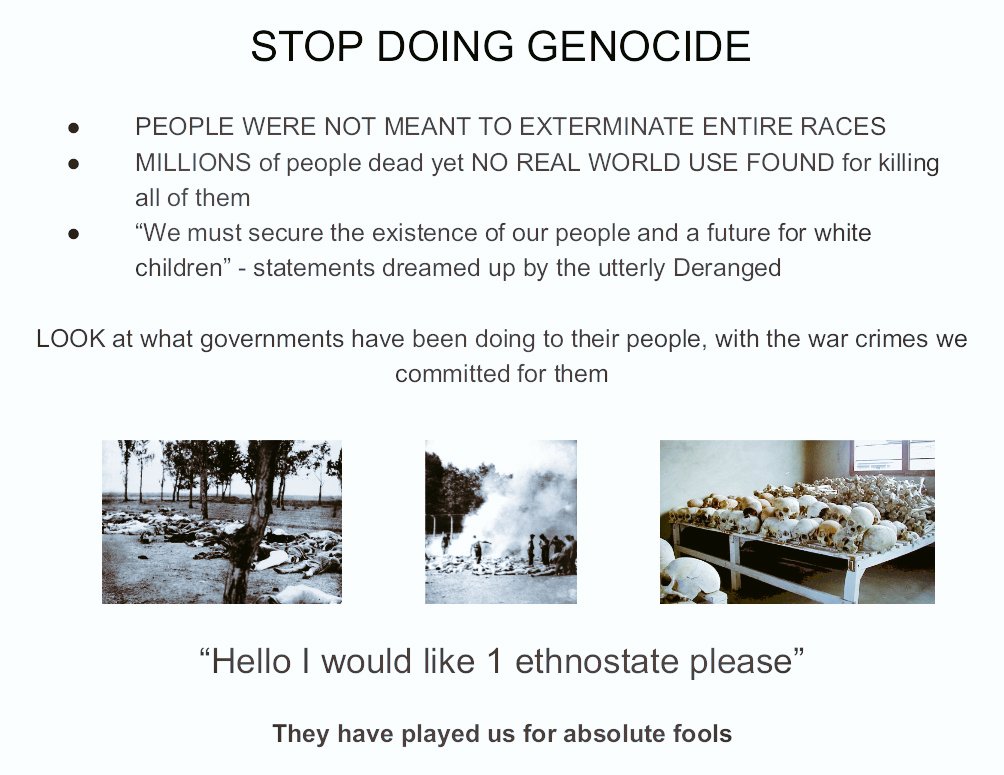 STOP DOING GENOCIDE
● PEOPLE WERE NOT MEANT TO EXTERMINATE ENTIRE RACES
● MILLIONS of people dead yet NO REAL WORLD USE FOUND for killing
all of them
● “We must secure the existence of our people and a future for white
children” - statements dreamed up by the utterly Deranged
LOOK at what governments have been doing to their people, with the war crimes we
committed for them
“Hello I would like 1 ethnostate please”
They have played us for absolute fools